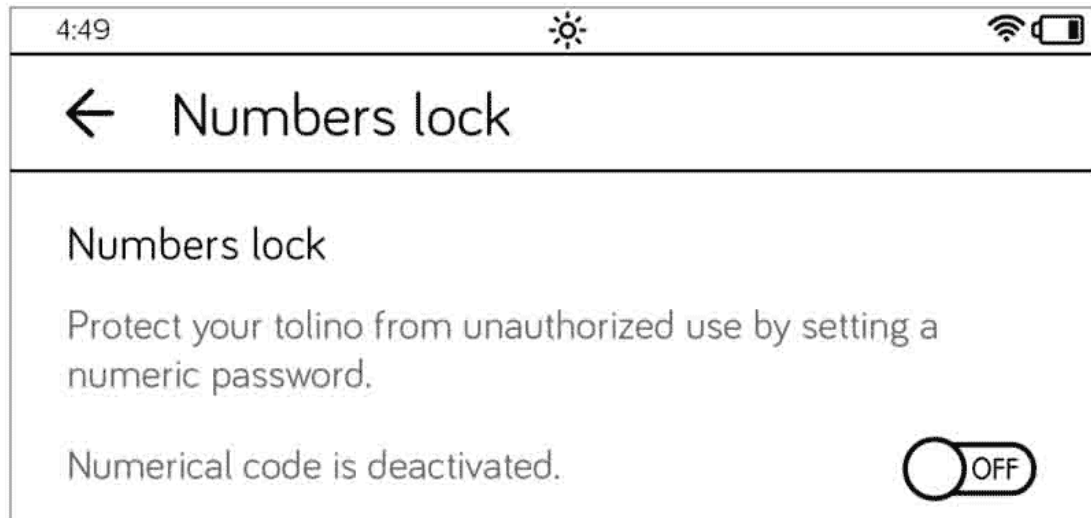 4:49
Numbers lock
Numbers lock
Protect your tolino from unauthorized use by setting a
numeric password.
Numerical code is deactivated.
OFF